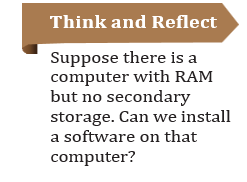 Think and Reflect
Suppose there is a
computer with RAM
but no secondary
storage. Can we install
a software on that
computer?